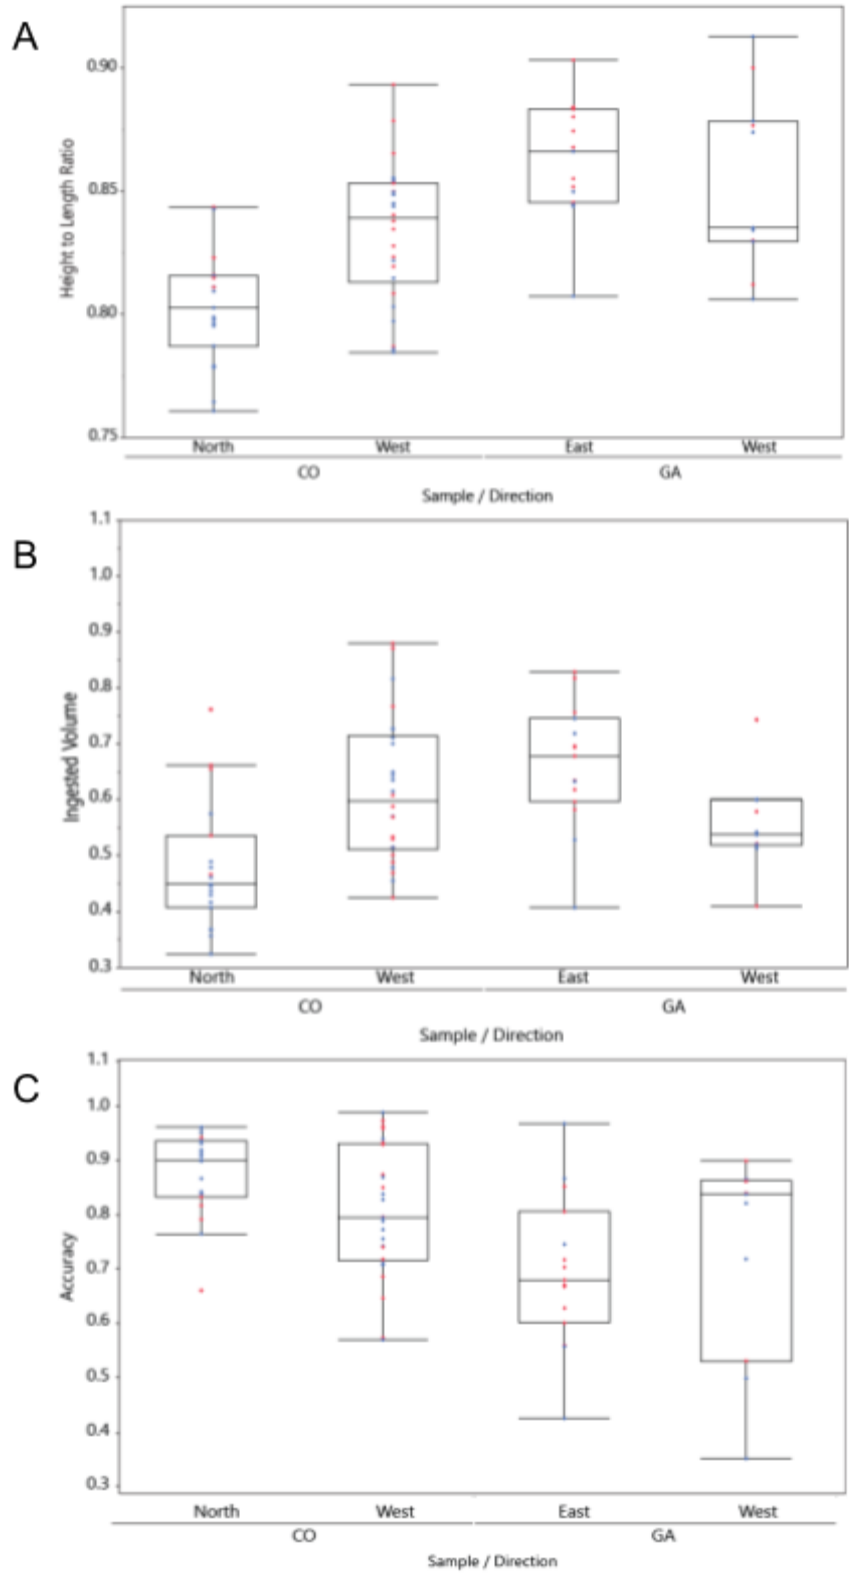 A
Height to Length Ratio
0.90
0.85
0.80
0.75
North West East West
CO GA
Sample / Direction
B
Ingested Volume
1.1
1.0
0.9
0.8
0.7
0.6
0.5
0.4
0.3
North West East West
CO GA
Sample / Direction
C
Accuracy
1.1
1.0
0.9
0.8
0.7
0.6
0.5
0.4
0.3
North West East West
CO GA
Sample / Direction